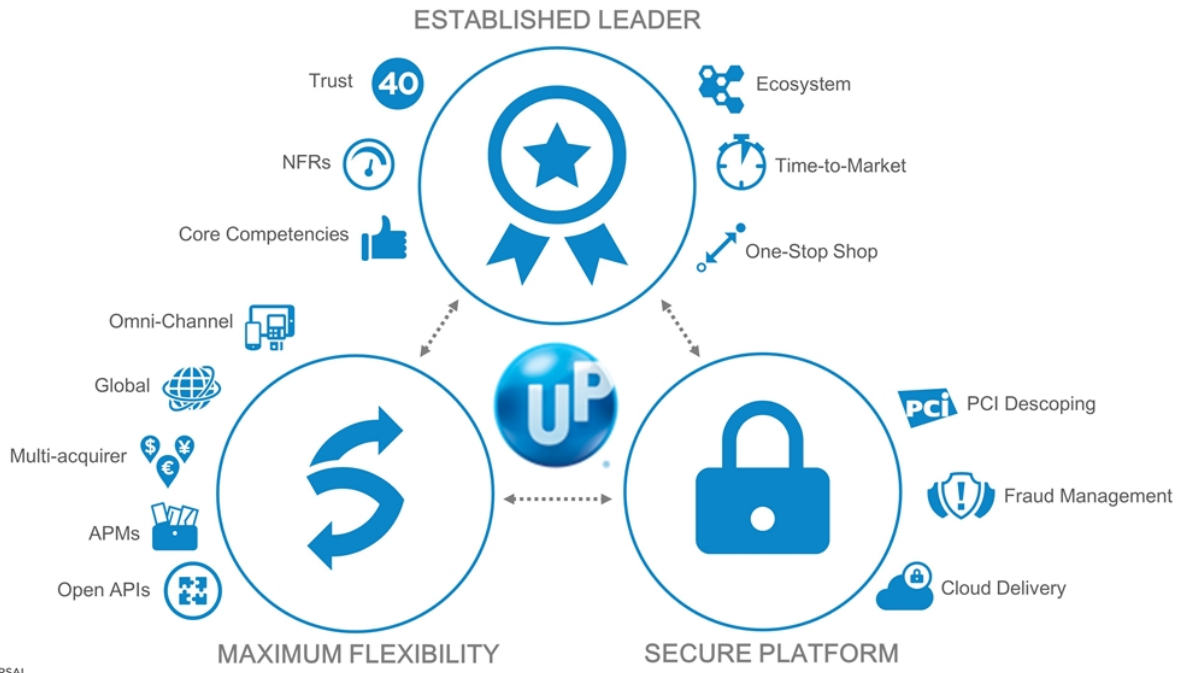 ESTABLISHED LEADER
Trust
40
Ecosystem
NFRs
Time-to-Market
Core Competencies
One-Stop Shop
Omni-Channel
Global
UP
PCi
PCI Descoping
Multi-acquirer
$
¥
€
Fraud Management
!
APMs
Open APIs
Cloud Delivery
MAXIMUM FLEXIBILITY
SECURE PLATFORM